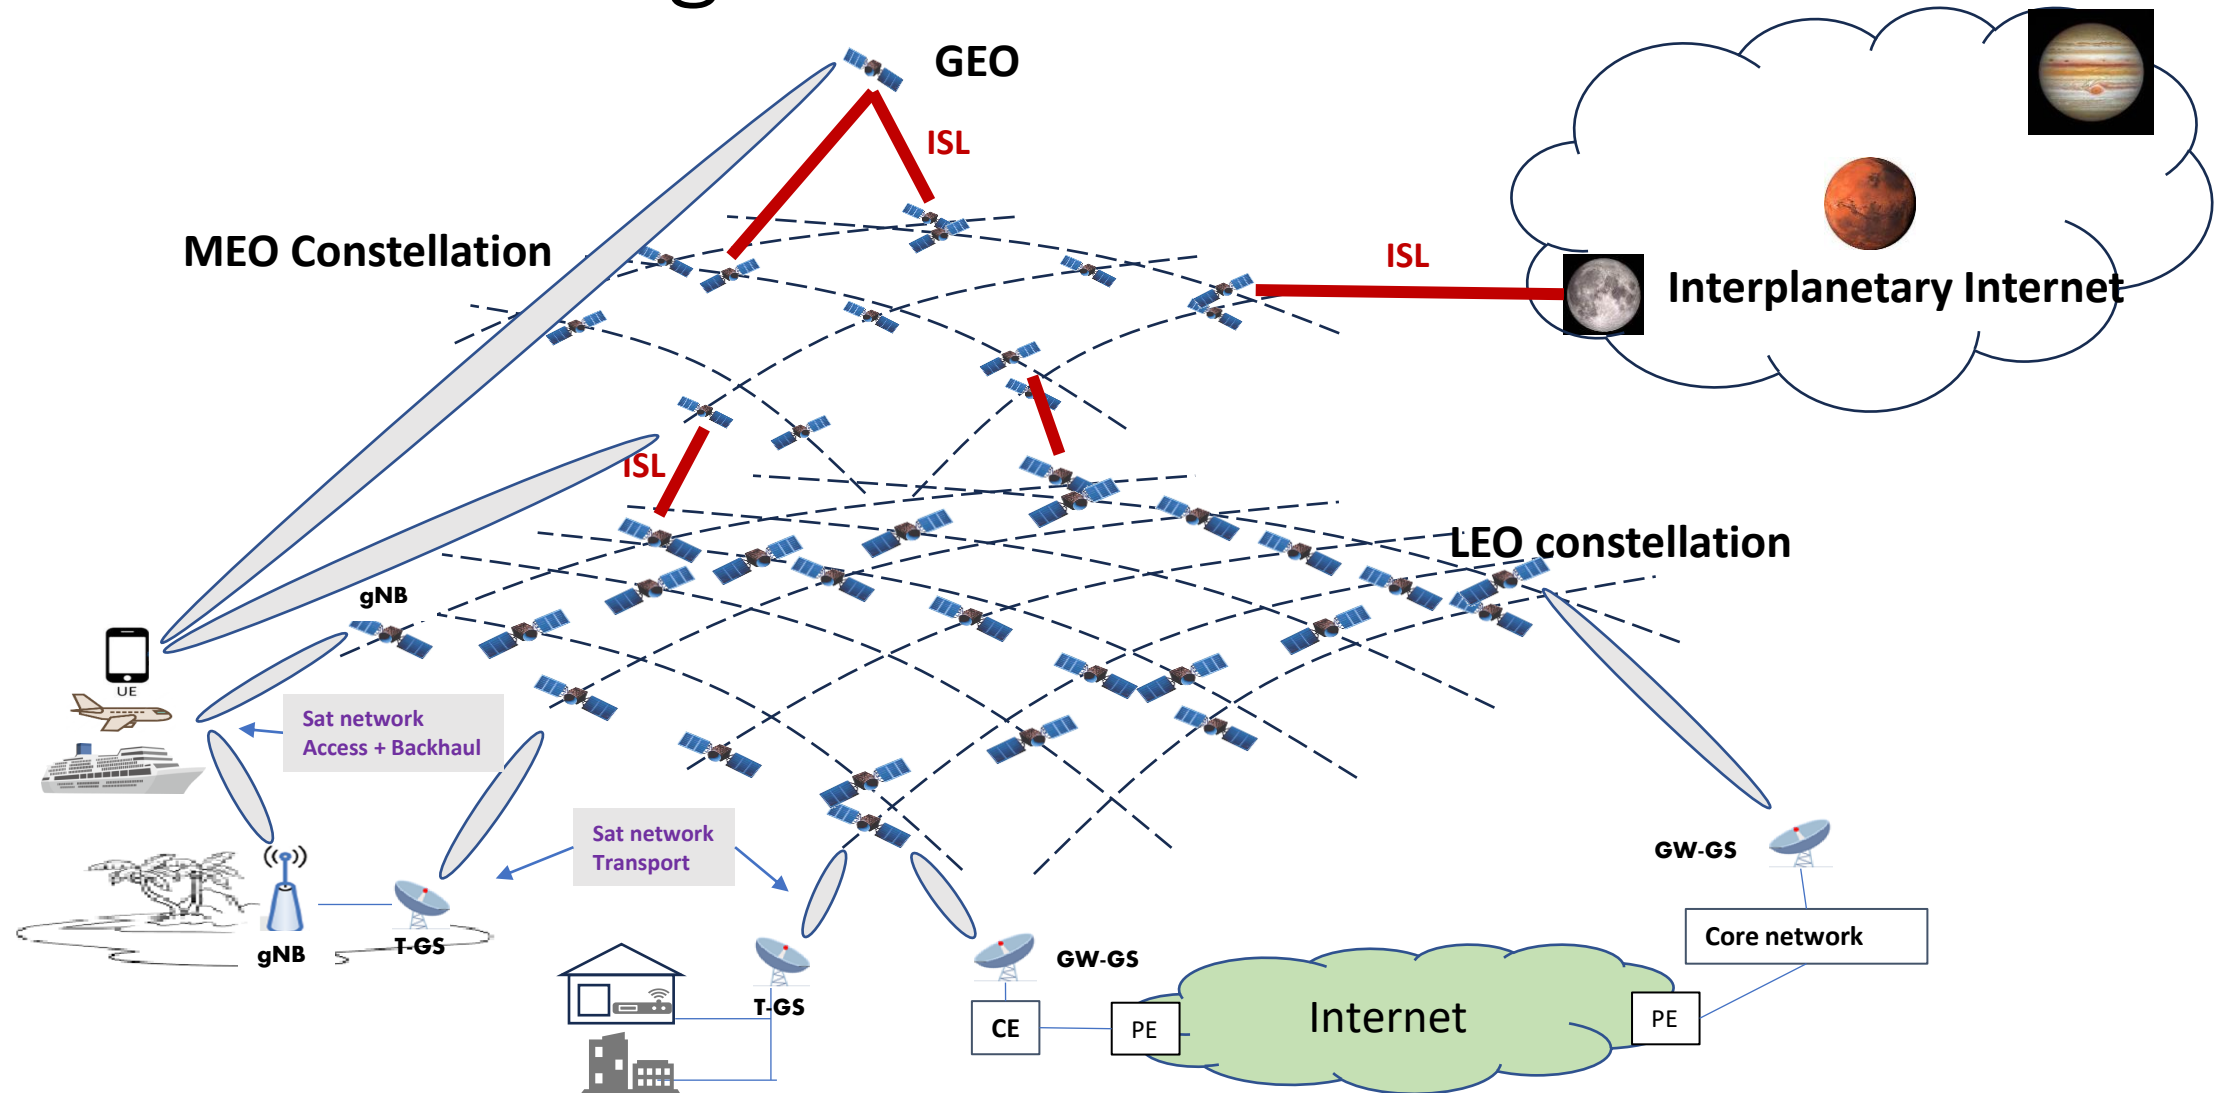 GEO
ISL
MEO Constellation
ISL
Interplanetary Internet
ISL
LEO constellation
gNB
UE
Sat network
Access + Backhaul
Sat network
Transport
GW-GS
Core network
gNB
T-GS
T-GS
GW-GS
CE
PE
Internet
PE